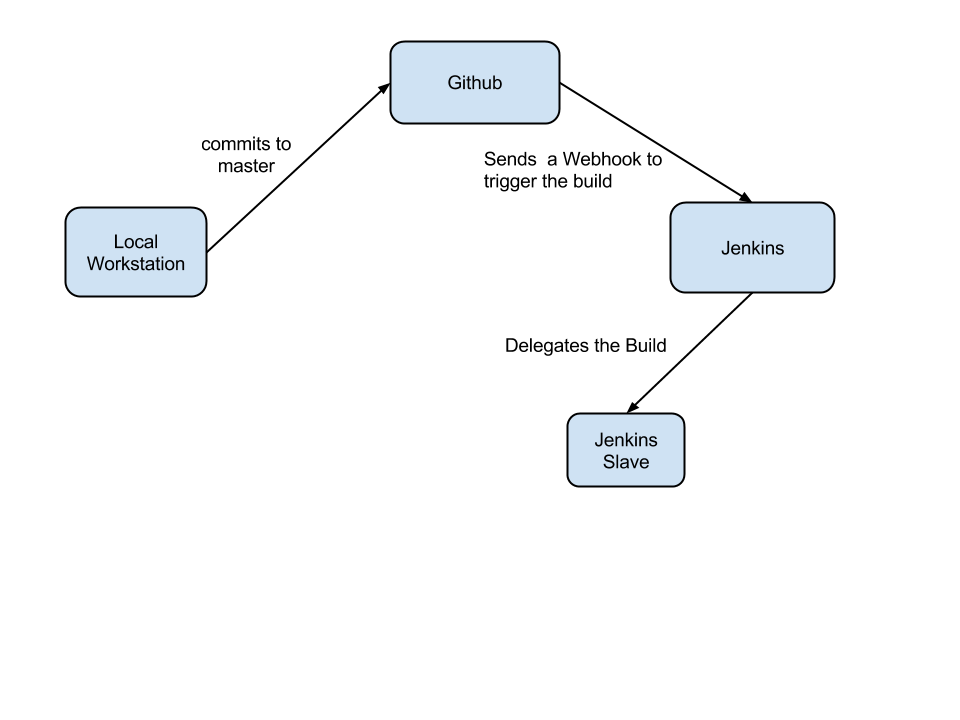 Github
commits to
master
Sends  a Webhook to
trigger the build
Local
Workstation
Jenkins
Delegates the Build
Jenkins
Slave